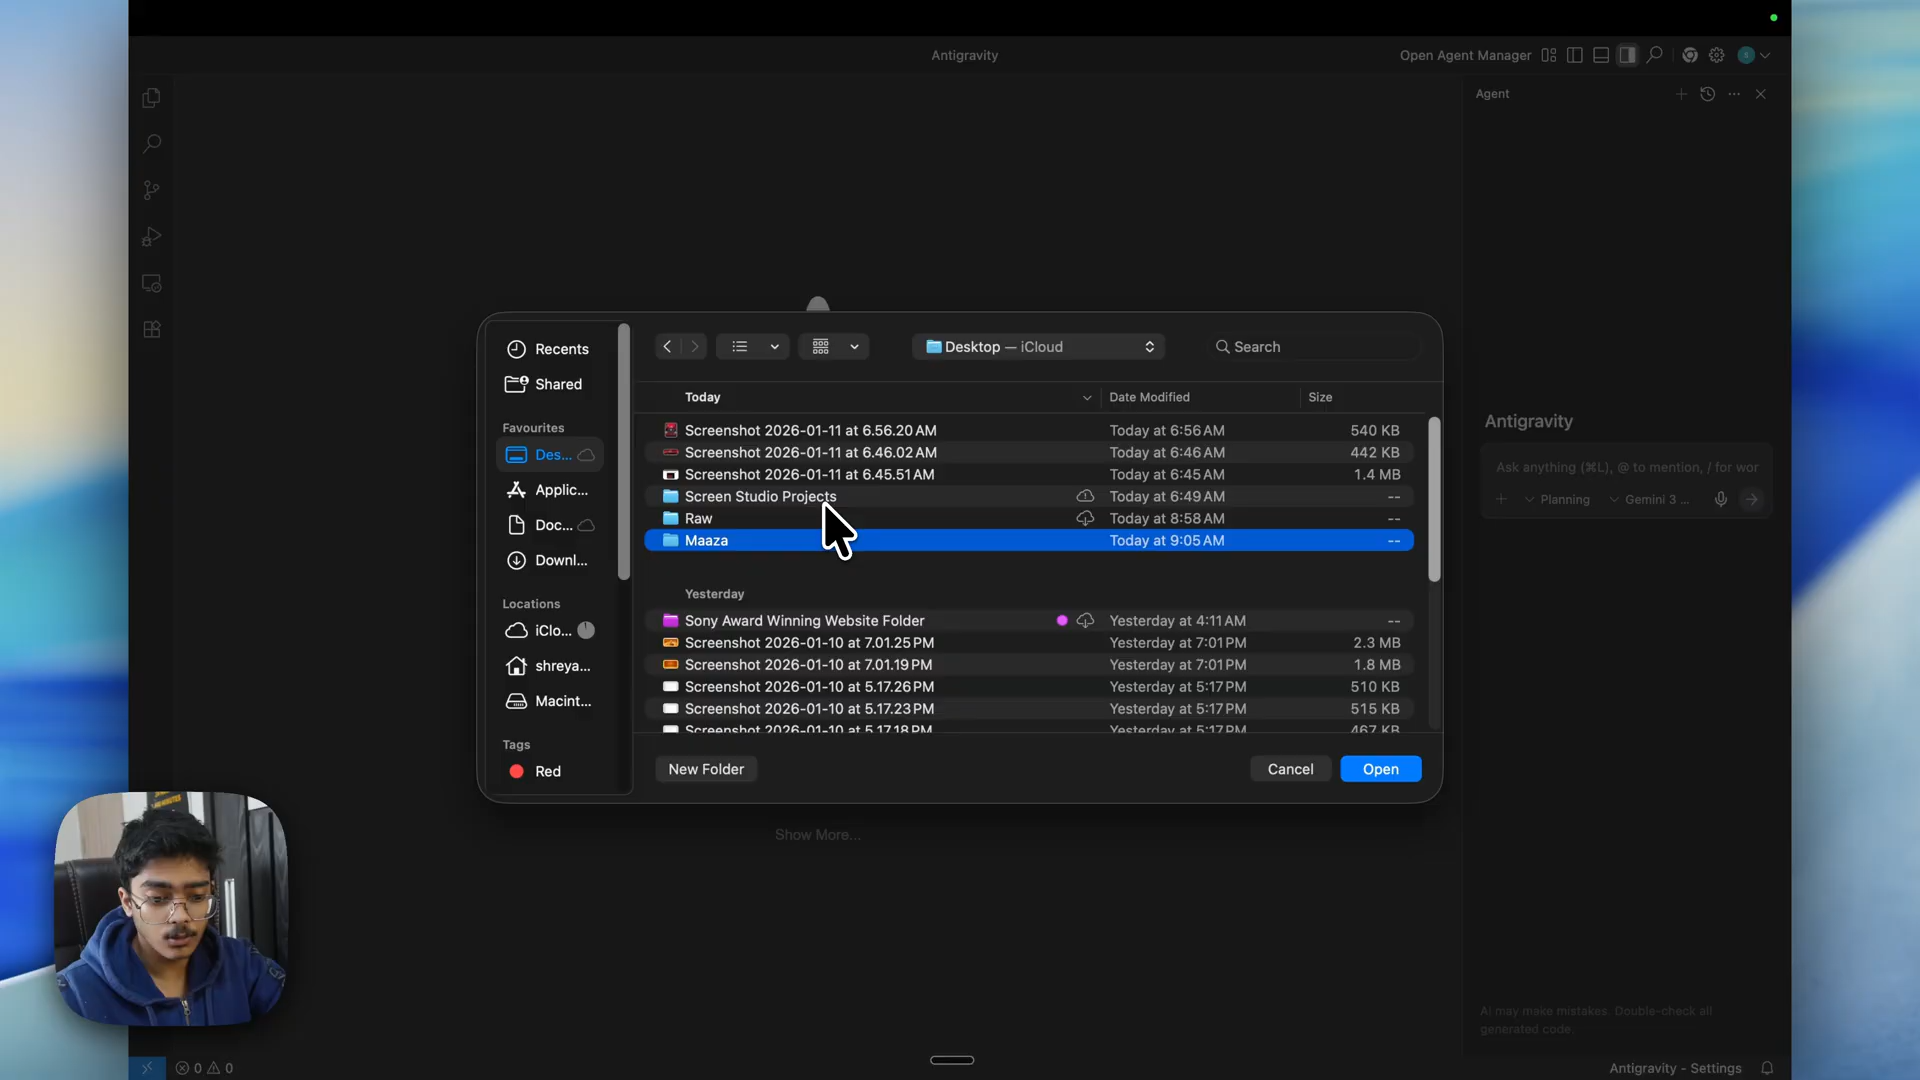 Antigravity
Open Agent Manager
Agent
Recents
Shared
Favourites
Des...
Applic...
Doc...
Downl...
Locations
iClo...
shreya...
Macint...
Tags
Red
Desktop — iCloud
Search
Today Date Modified Size
Screenshot 2026-01-11 at 6.56.20 AM Today at 6:56 AM 540 KB
Screenshot 2026-01-11 at 6.46.02 AM Today at 6:46 AM 442 KB
Screenshot 2026-01-11 at 6.45.51 AM Today at 6:45 AM 1.4 MB
Screen Studio Projects Today at 6:49 AM --
Raw Today at 8:58 AM --
Maaza Today at 9:05 AM --
Yesterday
Sony Award Winning Website Folder Yesterday at 4:11 AM --
Screenshot 2026-01-10 at 7.01.25 PM Yesterday at 7:01 PM 2.3 MB
Screenshot 2026-01-10 at 7.01.19 PM Yesterday at 7:01 PM 1.8 MB
Screenshot 2026-01-10 at 5.17.26 PM Yesterday at 5:17 PM 510 KB
Screenshot 2026-01-10 at 5.17.23 PM Yesterday at 5:17 PM 515 KB
Screenshot 2026-01-10 at 5.17.18 PM Yesterday at 5:17 PM 467 KB
New Folder
Cancel
Open
Show More...
Antigravity
Ask anything (⌘L), @ to mention, / for wor
Planning
Gemini 3 ...
AI may make mistakes. Double-check all
generated code.
0 0
Antigravity - Settings